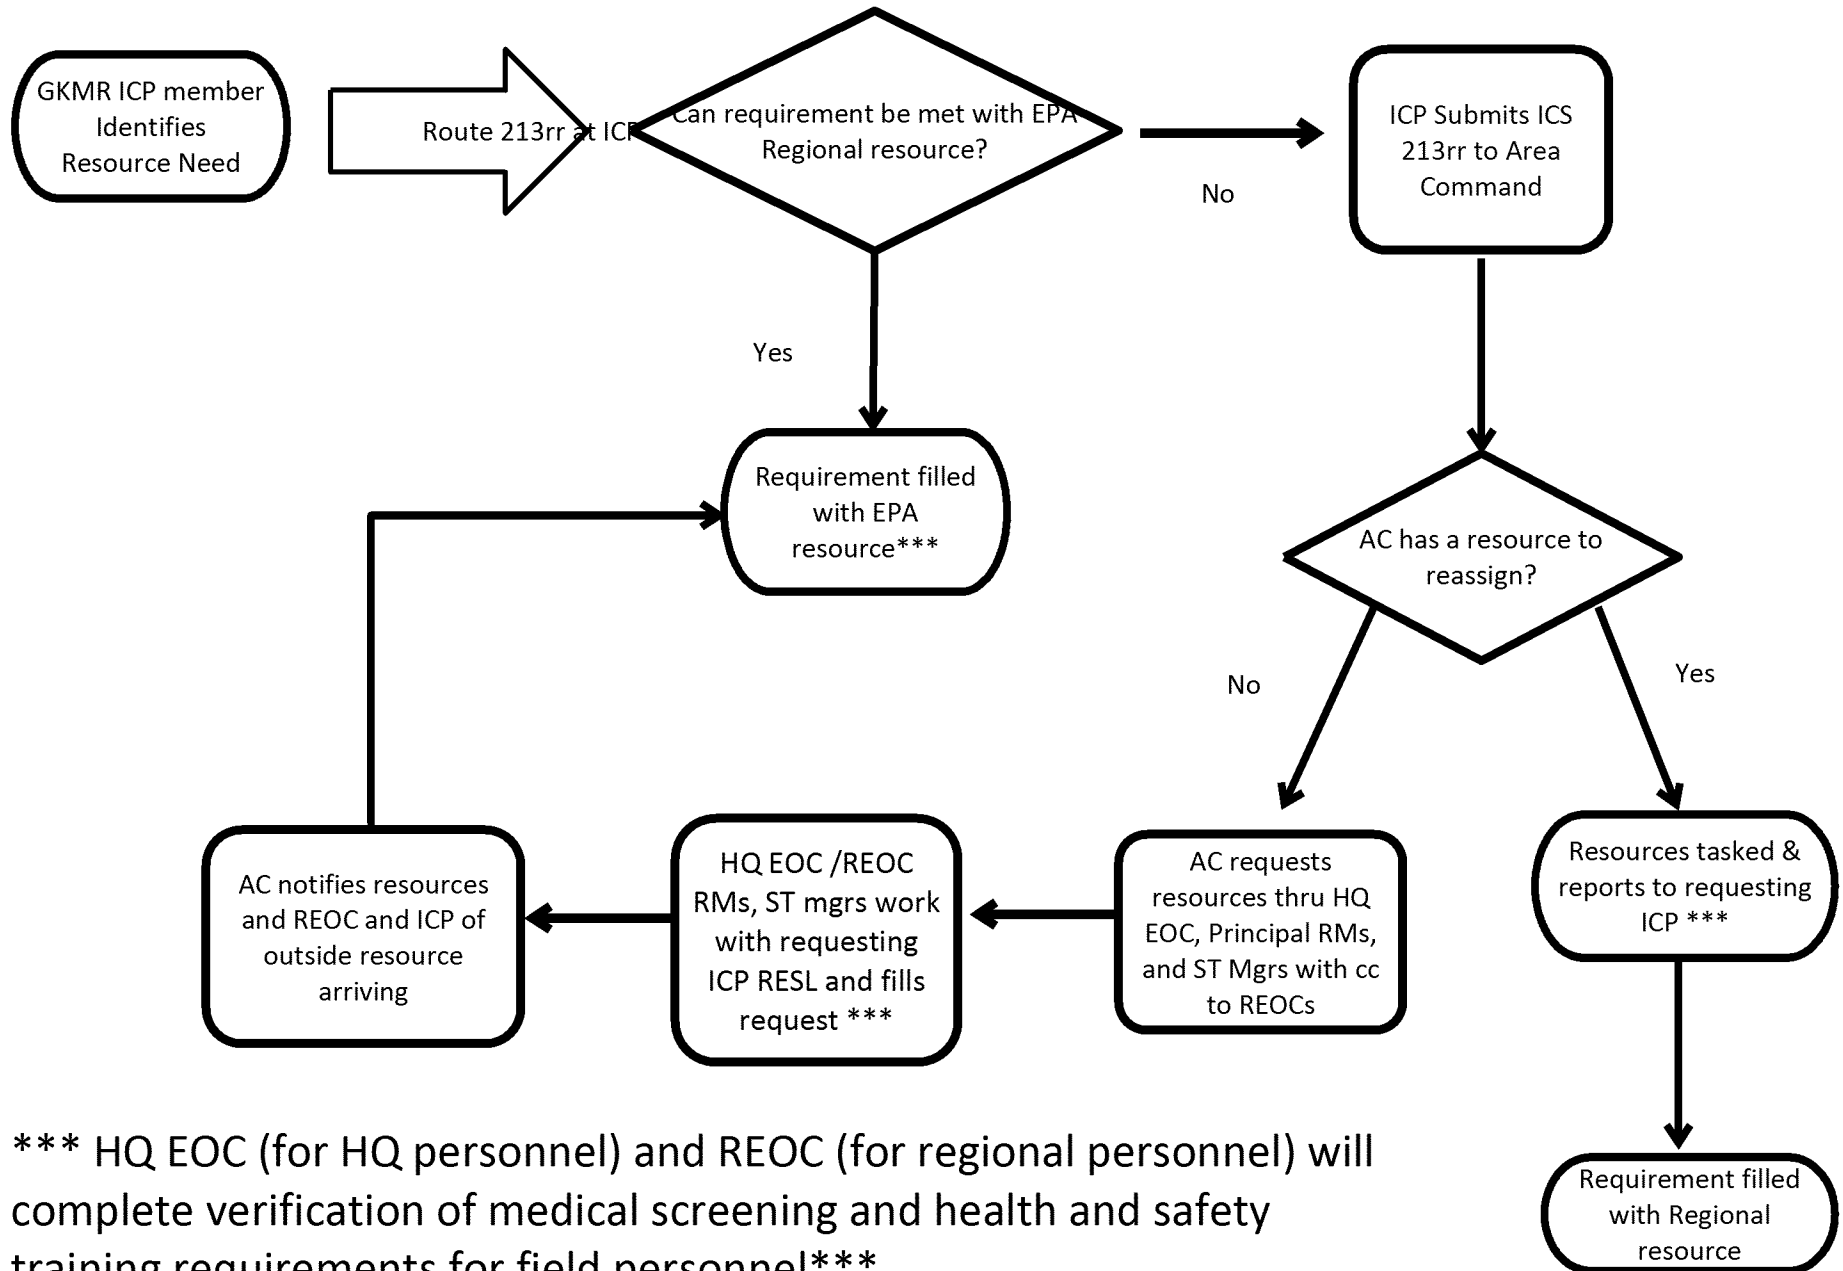 GKMR ICP member
Identifies
Resource Need
Route 213rr at ICP
Can requirement be met with EPA
Regional resource?
No
ICP Submits ICS
213rr to Area
Command
Yes
Requirement filled
with EPA
resource***
AC has a resource to
reassign?
No
Yes
AC notifies resources
and REOC and ICP of
outside resource
arriving
HQ EOC /REOC
RMs, ST mgrs work
with requesting
ICP RESL and fills
request ***
AC requests
resources thru HQ
EOC, Principal RMs,
and ST Mgrs with cc
to REOCs
Resources tasked &
reports to requesting
ICP ***
Requirement filled
with Regional
resource
*** HQ EOC (for HQ personnel) and REOC (for regional personnel) will
complete verification of medical screening and health and safety
training requirements for field personnel***